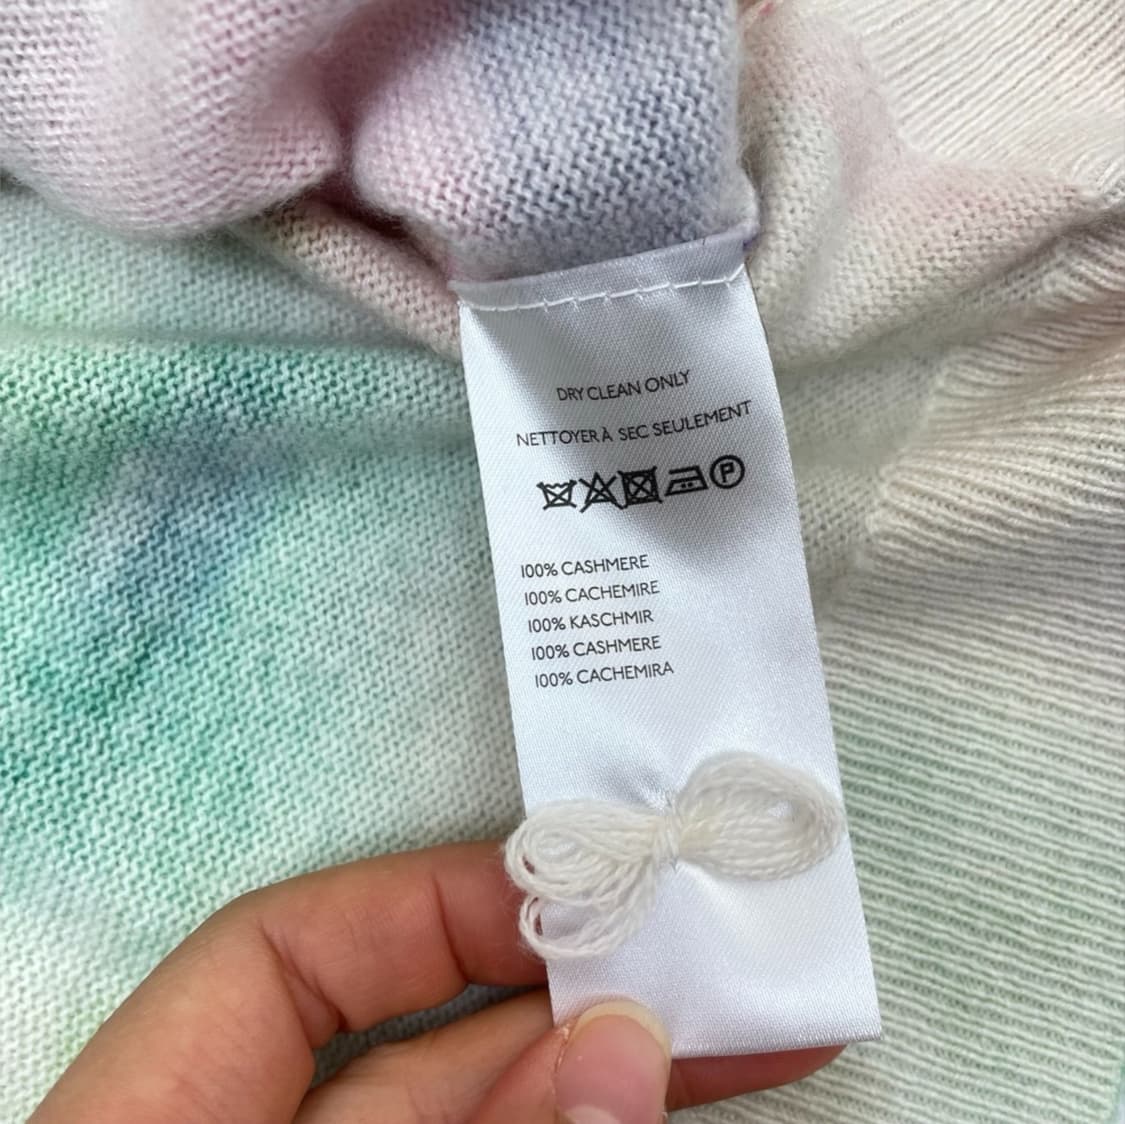 DRY CLEAN ONLY
NETTOYER À SEC SEULEMENT
P
100% CASHMERE
100% CACHEMIRE
100% KASCHMIR
100% CASHMERE
100% CACHEMIRA